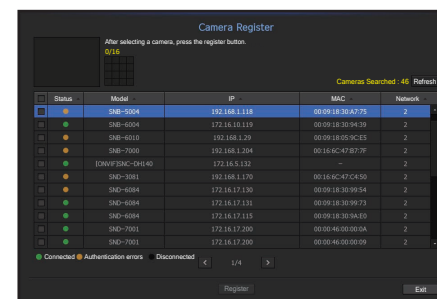 Camera Register
After selecting a camera, press the register button.
0/16
Cameras Searched : 46 Refresh
Status Model IP MAC Network
SNB-5004 192.168.1.118 00:09:18:30:A7:75 2
SNB-6004 172.16.10.119 00:09:18:30:94:39 2
SNB-6010 192.168.1.29 00:09:18:05:9C:E5 2
SNB-7000 192.168.1.204 00:16:6C:47:B7:7F 2
[ONVIF]SNC-DH140 172.16.5.132 – 2
SND-3081 192.168.1.170 00:16:6C:47:C4:50 2
SND-6084 172.16.17.130 00:09:18:30:99:54 2
SND-6084 172.16.17.131 00:09:18:30:99:73 2
SND-6084 172.16.17.115 00:09:18:30:9A:E0 2
SND-7001 172.16.17.200 00:00:46:00:00:0A 2
SND-7001 172.16.17.200 00:00:46:00:00:09 2
Connected Authentication errors Disconnected < 1/4 >
Register Exit